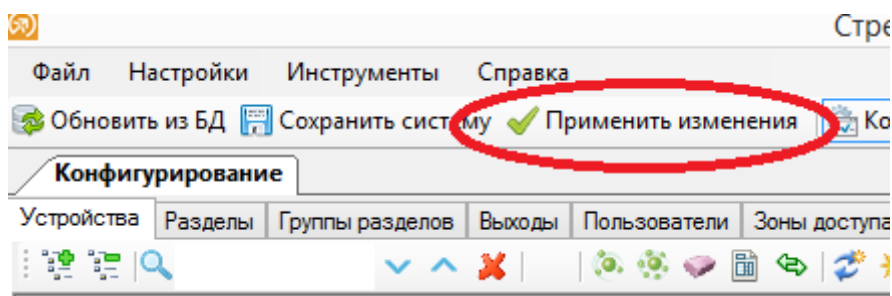 Стре
Файл Настройки Инструменты Справка
Обновить из БД Сохранить систему Применить изменения Ко
Конфигурирование
Устройства Разделы Группы разделов Выходы Пользователи Зоны доступа